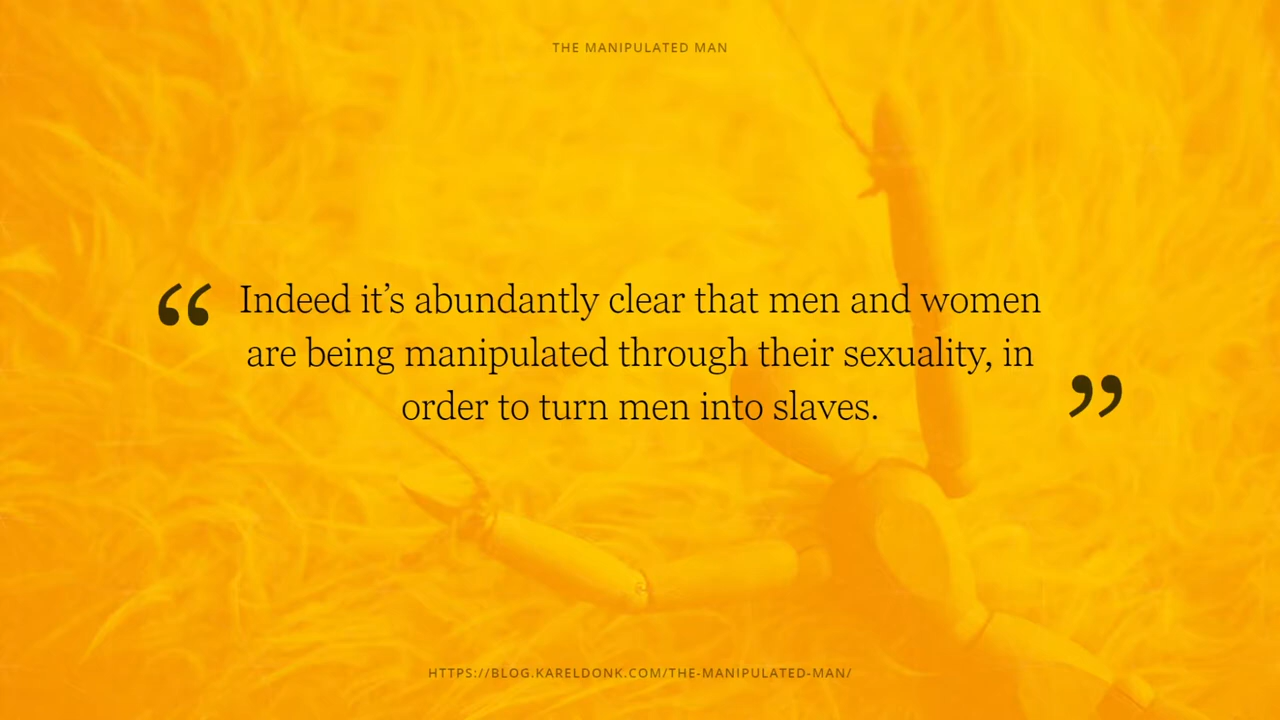 THE MANIPULATED MAN
“Indeed it’s abundantly clear that men and women
are being manipulated through their sexuality, in
order to turn men into slaves.”
HTTPS://BLOG.KARELDONK.COM/THE-MANIPULATED-MAN/